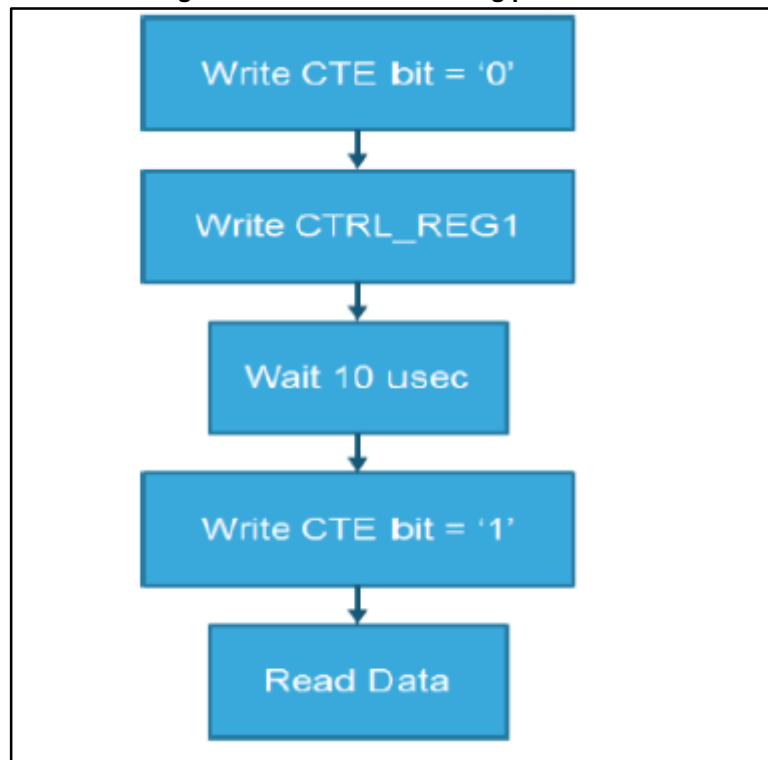 Write CTE bit = ‘0’
Write CTRL_REG1
Wait 10 usec
Write CTE bit = ‘1’
Read Data